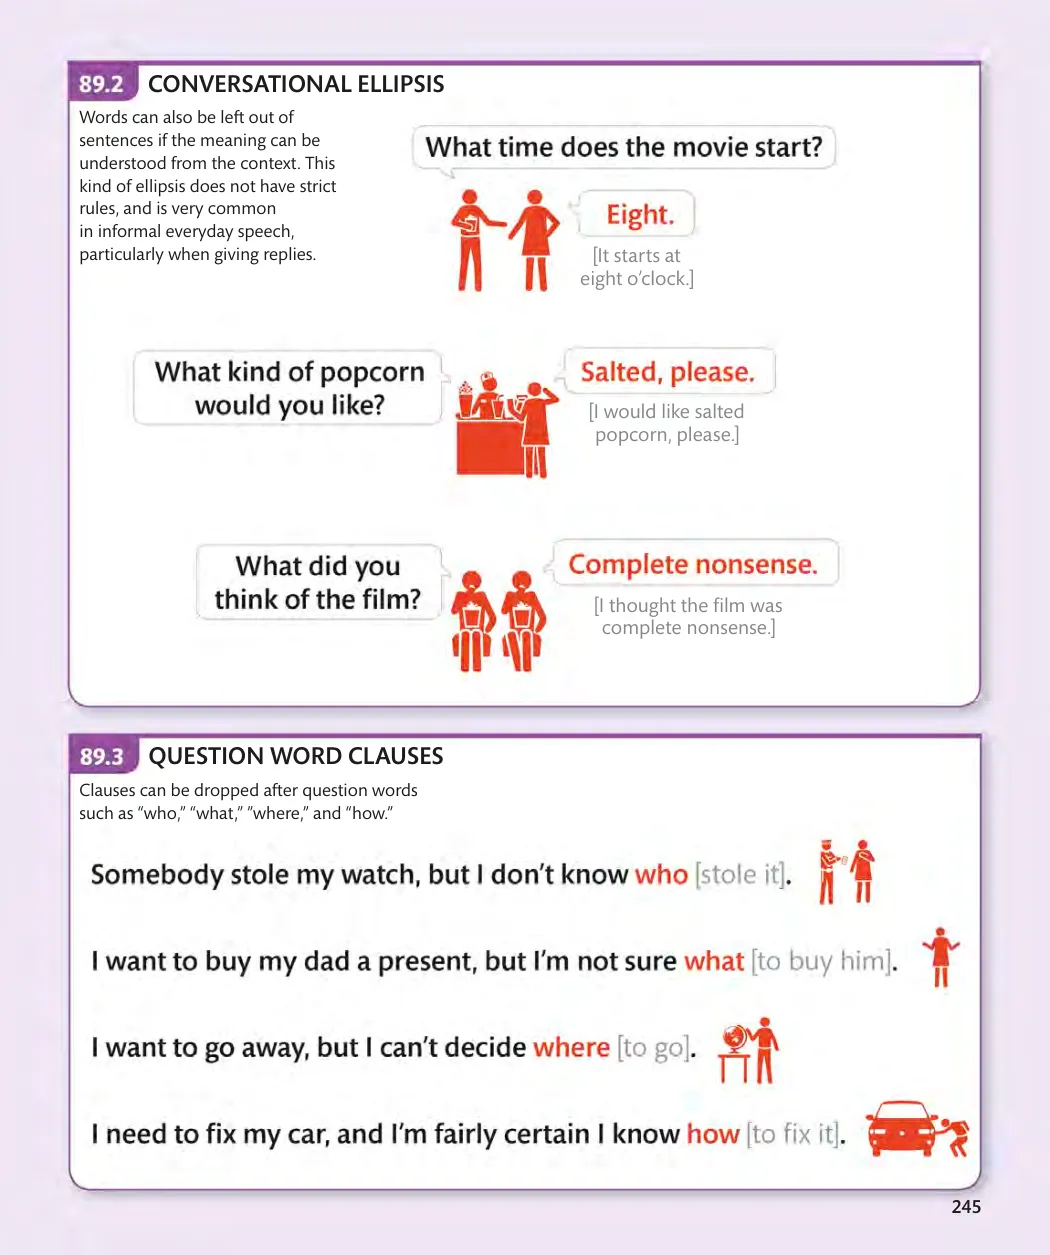 89.2 CONVERSATIONAL ELLIPSIS
Words can also be left out of
sentences if the meaning can be
understood from the context. This
kind of ellipsis does not have strict
rules, and is very common
in informal everyday speech,
particularly when giving replies.
What time does the movie start?
Eight.
[It starts at
eight o’clock.]
What kind of popcorn
would you like?
Salted, please.
[I would like salted
popcorn, please.]
What did you
think of the film?
Complete nonsense.
[I thought the film was
complete nonsense.]
89.3 QUESTION WORD CLAUSES
Clauses can be dropped after question words
such as “who,” “what,” ”where,” and “how.”
Somebody stole my watch, but I don’t know who [stole it].
I want to buy my dad a present, but I’m not sure what [to buy him].
I want to go away, but I can’t decide where [to go].
I need to fix my car, and I’m fairly certain I know how [to fix it].
245